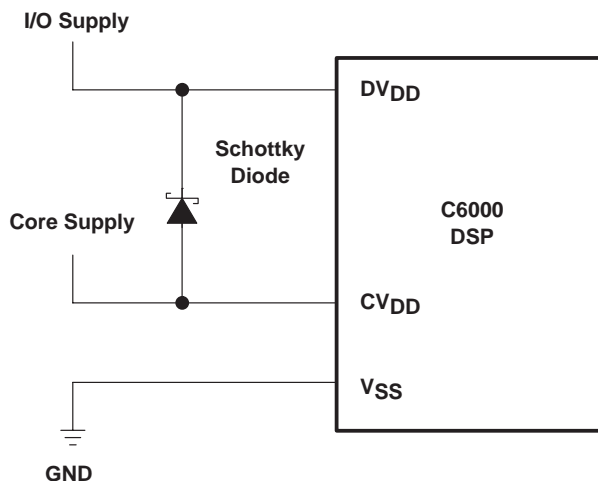 I/O Supply
DVDD
Schottky
Diode
C6000
DSP
Core Supply
CVDD
VSS
GND